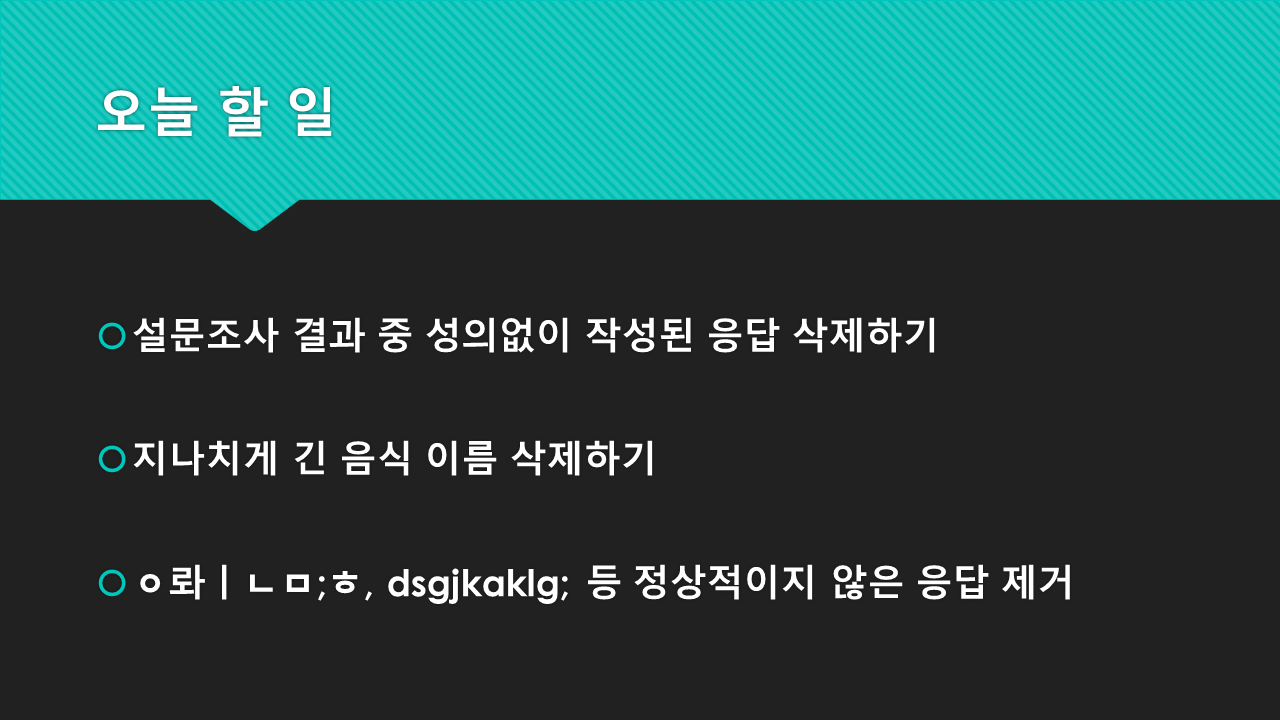 오늘 할 일
설문조사 결과 중 성의없이 작성된 응답 삭제하기
지나치게 긴 음식 이름 삭제하기
ㅇ롸ㅣㄴㅁ;ㅎ, dsgjkaklg; 등 정상적이지 않은 응답 제거